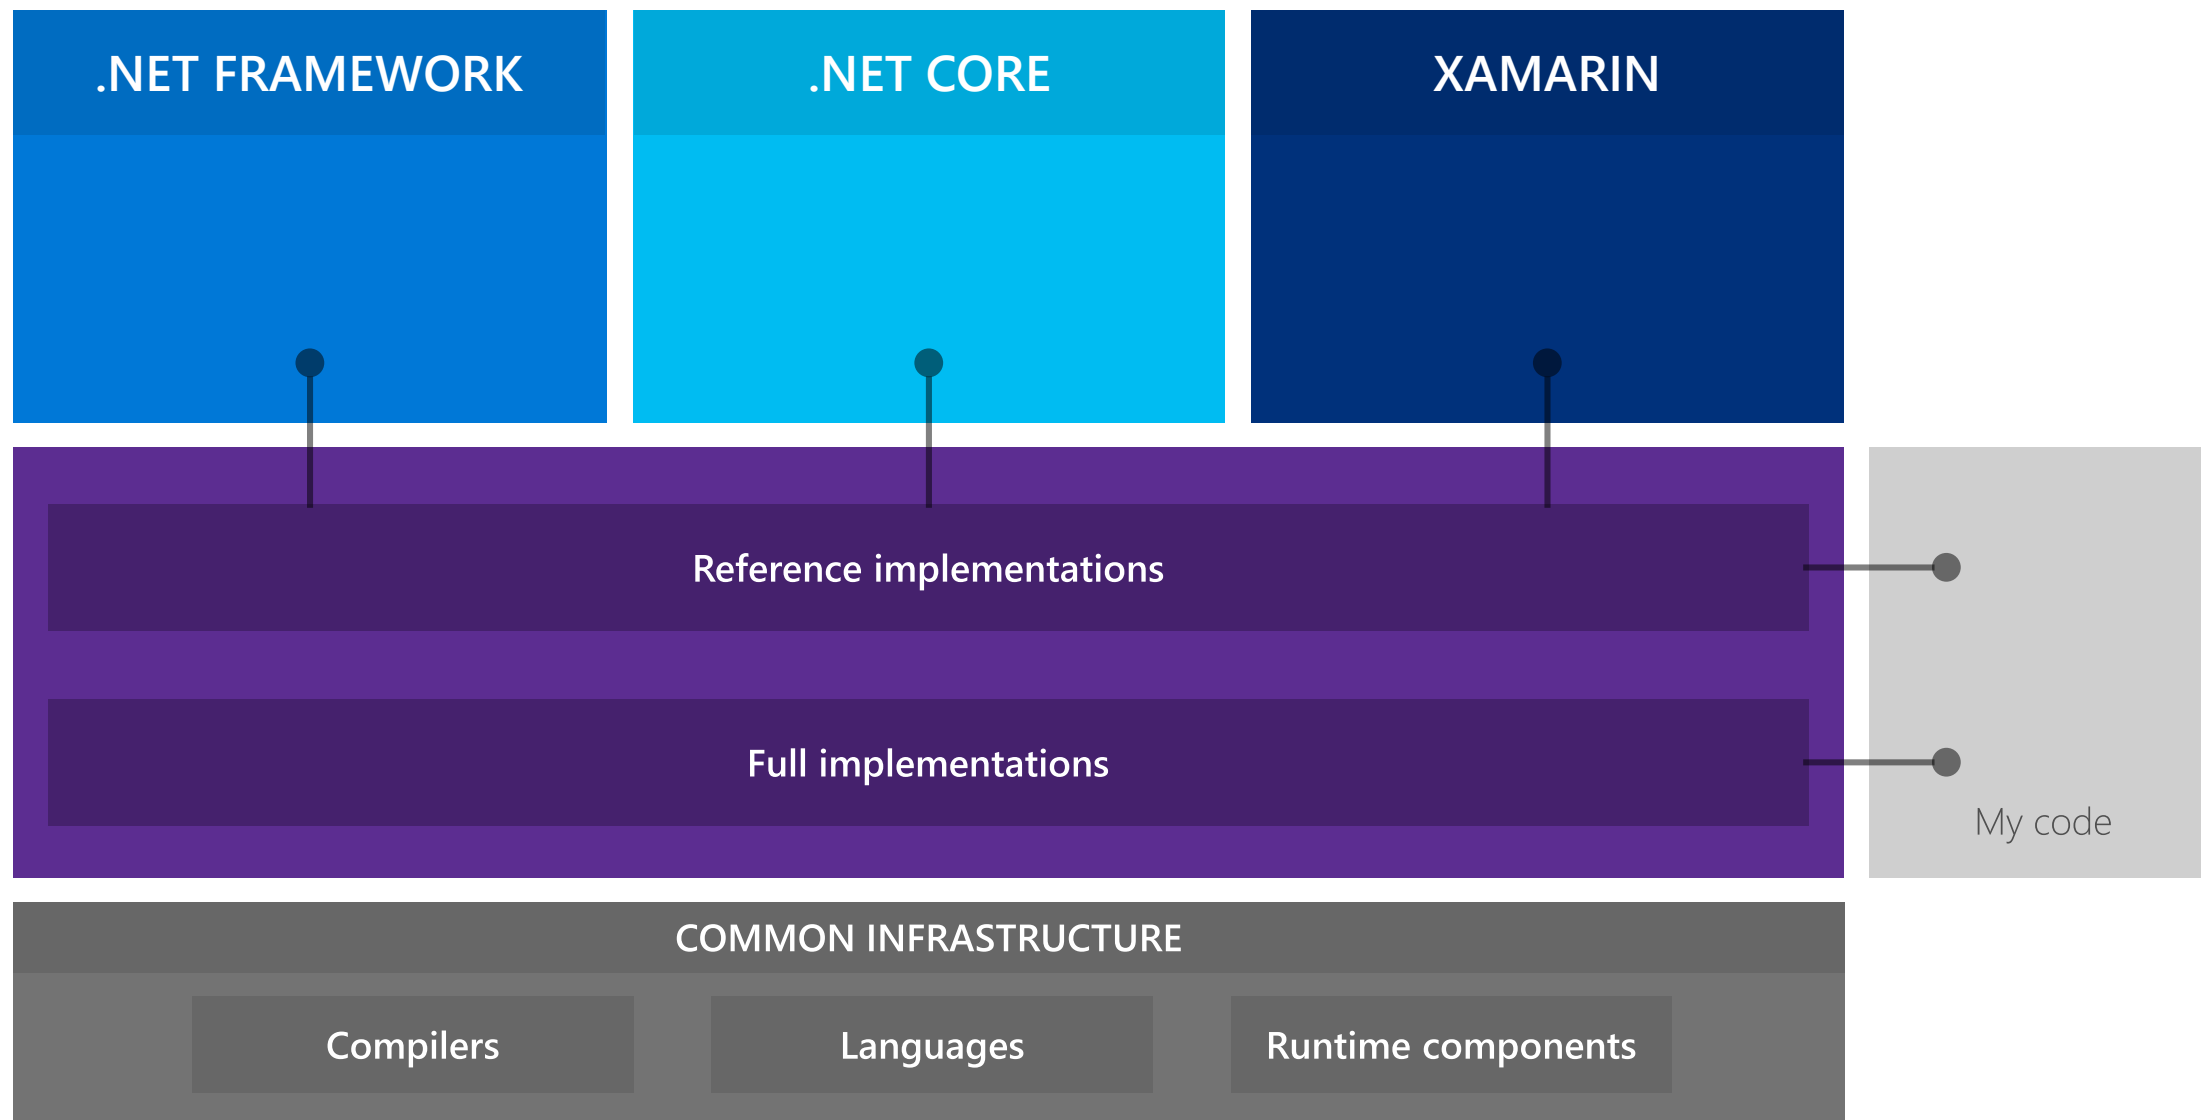 .NET FRAMEWORK
.NET CORE
XAMARIN
Reference implementations
Full implementations
My code
COMMON INFRASTRUCTURE
Compilers
Languages
Runtime components